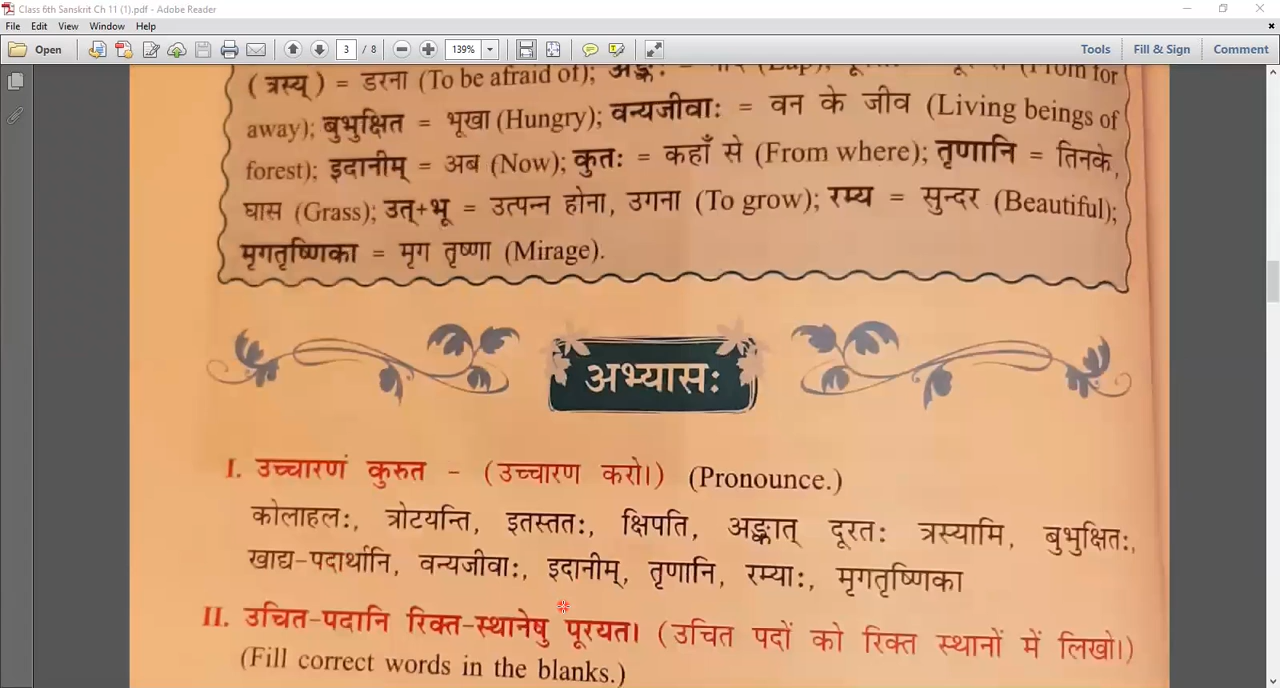 Class 6th Sanskrit Ch 11 (1).pdf - Adobe Reader
File Edit View Window Help
Open 3 / 8 139% Tools Fill & Sign Comment
(त्रस्य्) = डरना (To be afraid of); अङ्क: = (Lap); (From for
away); बुभुक्षित = भूखा (Hungry); वन्यजीवा: = वन के जीव (Living beings of
forest); इदानीम् = अब (Now); कुत: = कहाँ से (From where); तृणानि = तिनके,
घास (Grass); उत्+भू = उत्पन्न होना, उगना (To grow); रम्य = सुन्दर (Beautiful);
मृगतृष्णिका = मृग तृष्णा (Mirage).
अभ्यास:
I. उच्चारणं कुरुत - (उच्चारण करो।) (Pronounce.)
कोलाहल:, त्रोटयन्ति, इतस्तत:, क्षिपति, अङ्कात् दूरत: त्रस्यामि, बुभुक्षित:,
खाद्य-पदार्थानि, वन्यजीवा:, इदानीम्, तृणानि, रम्या:, मृगतृष्णिका
II. उचित-पदानि रिक्त-स्थानेषु पूरयत। (उचित पदों को रिक्त स्थानों में लिखो।)
(Fill correct words in the blanks.)